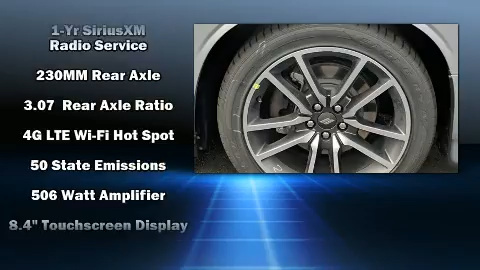 1-Yr SiriusXM
Radio Service
230MM Rear Axle
3.07 Rear Axle Ratio
4G LTE Wi-Fi Hot Spot
50 State Emissions
506 Watt Amplifier
8.4" Touchscreen Display